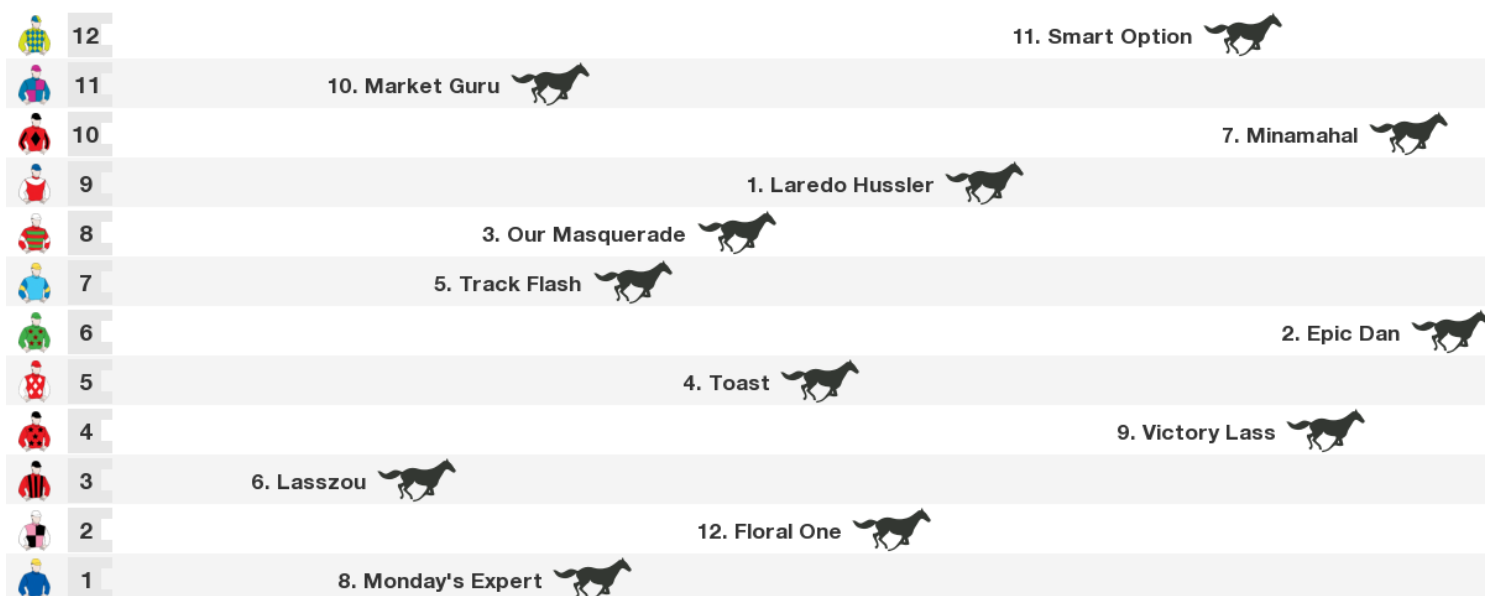 12 11. Smart Option
11 10. Market Guru
10 7. Minamahal
9 1. Laredo Hussler
8 3. Our Masquerade
7 5. Track Flash
6 2. Epic Dan
5 4. Toast
4 9. Victory Lass
3 6. Lasszou
2 12. Floral One
1 8. Monday's Expert